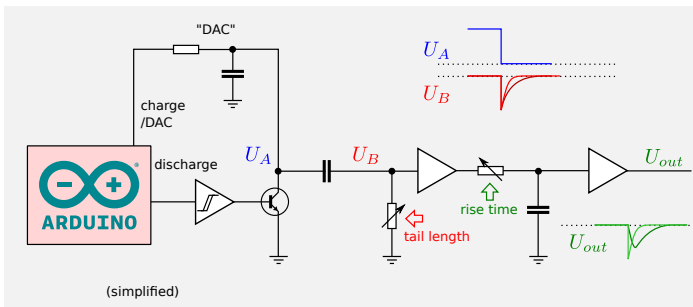 "DAC"
U_A
U_B
charge
/DAC
discharge
U_A
U_B
U_out
ARDUINO
rise time
tail length
U_out
(simplified)